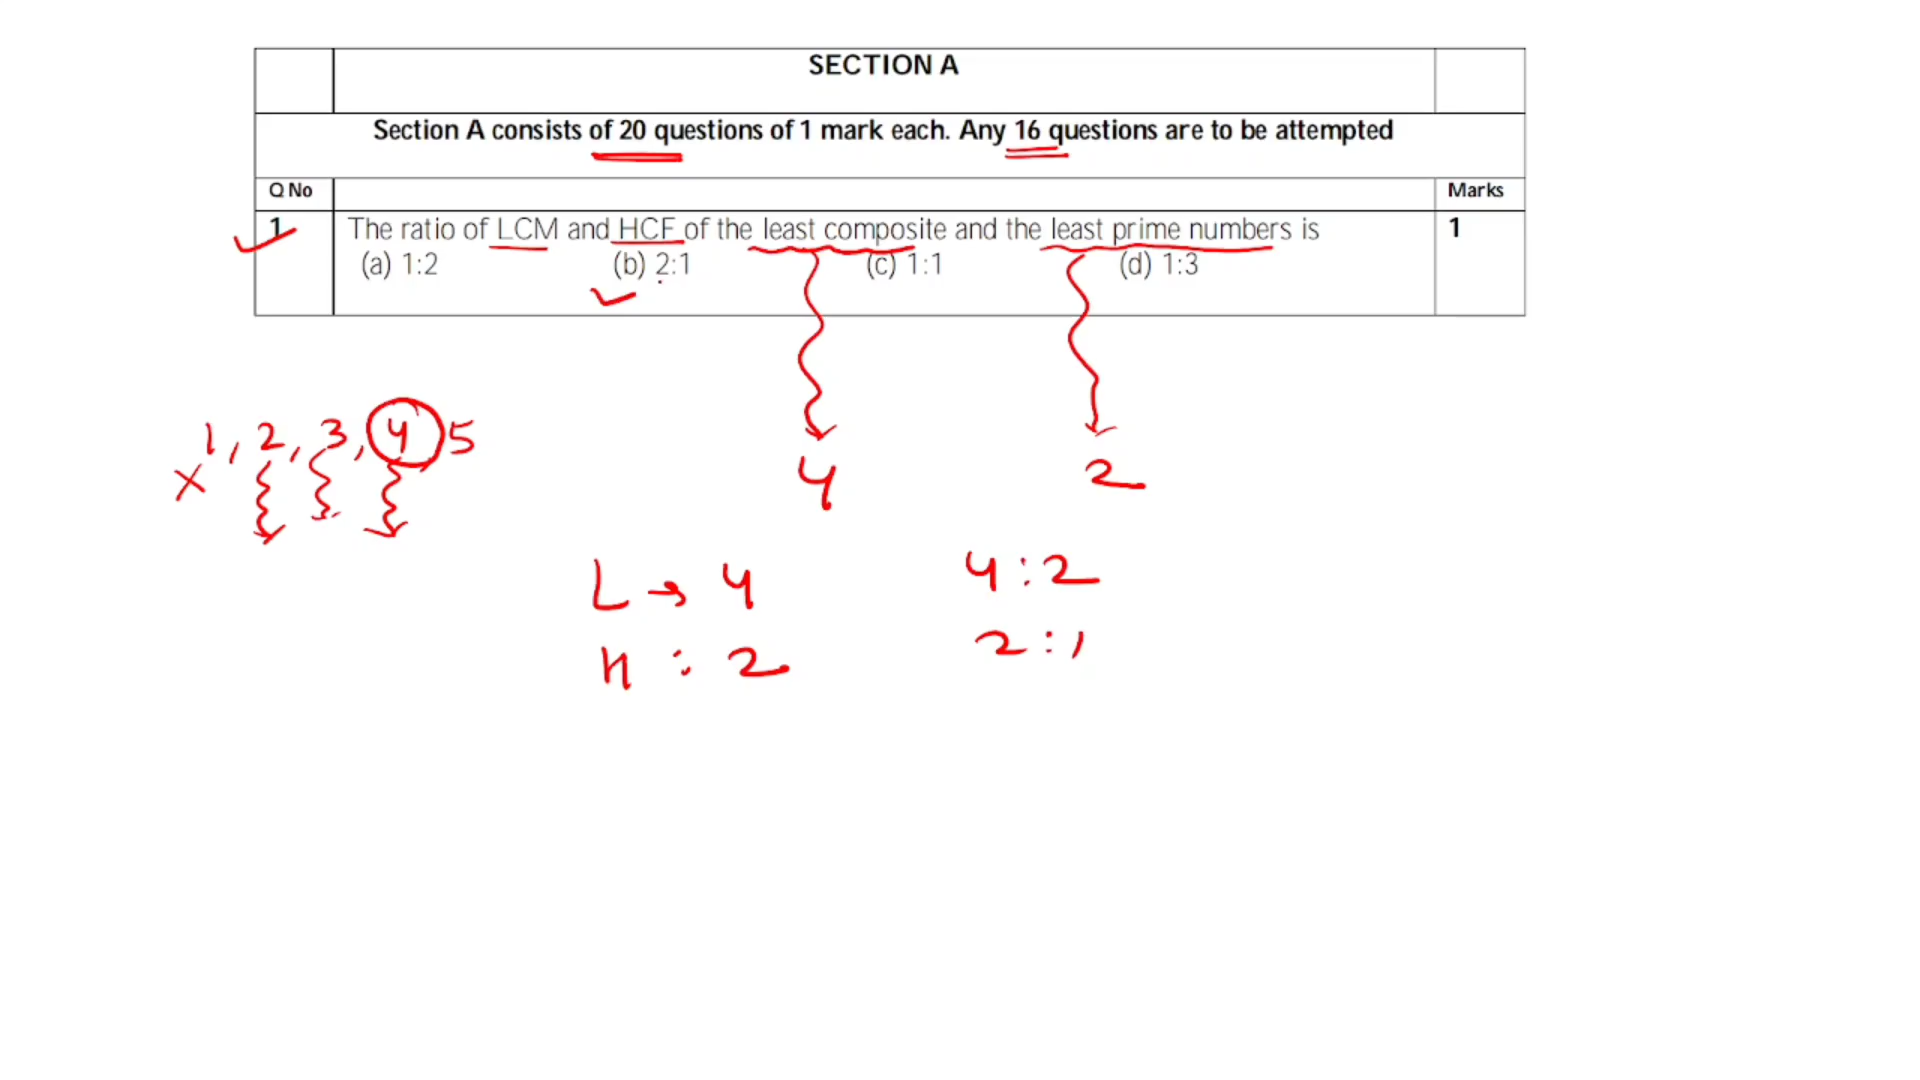 SECTION A
Section A consists of 20 questions of 1 mark each. Any 16 questions are to be attempted
Q No Marks
1 The ratio of LCM and HCF of the least composite and the least prime numbers is 1
(a) 1:2 (b) 2:1 (c) 1:1 (d) 1:3
1, 2, 3, 4 5
4 2
L → 4 4:2
H : 2 2:1